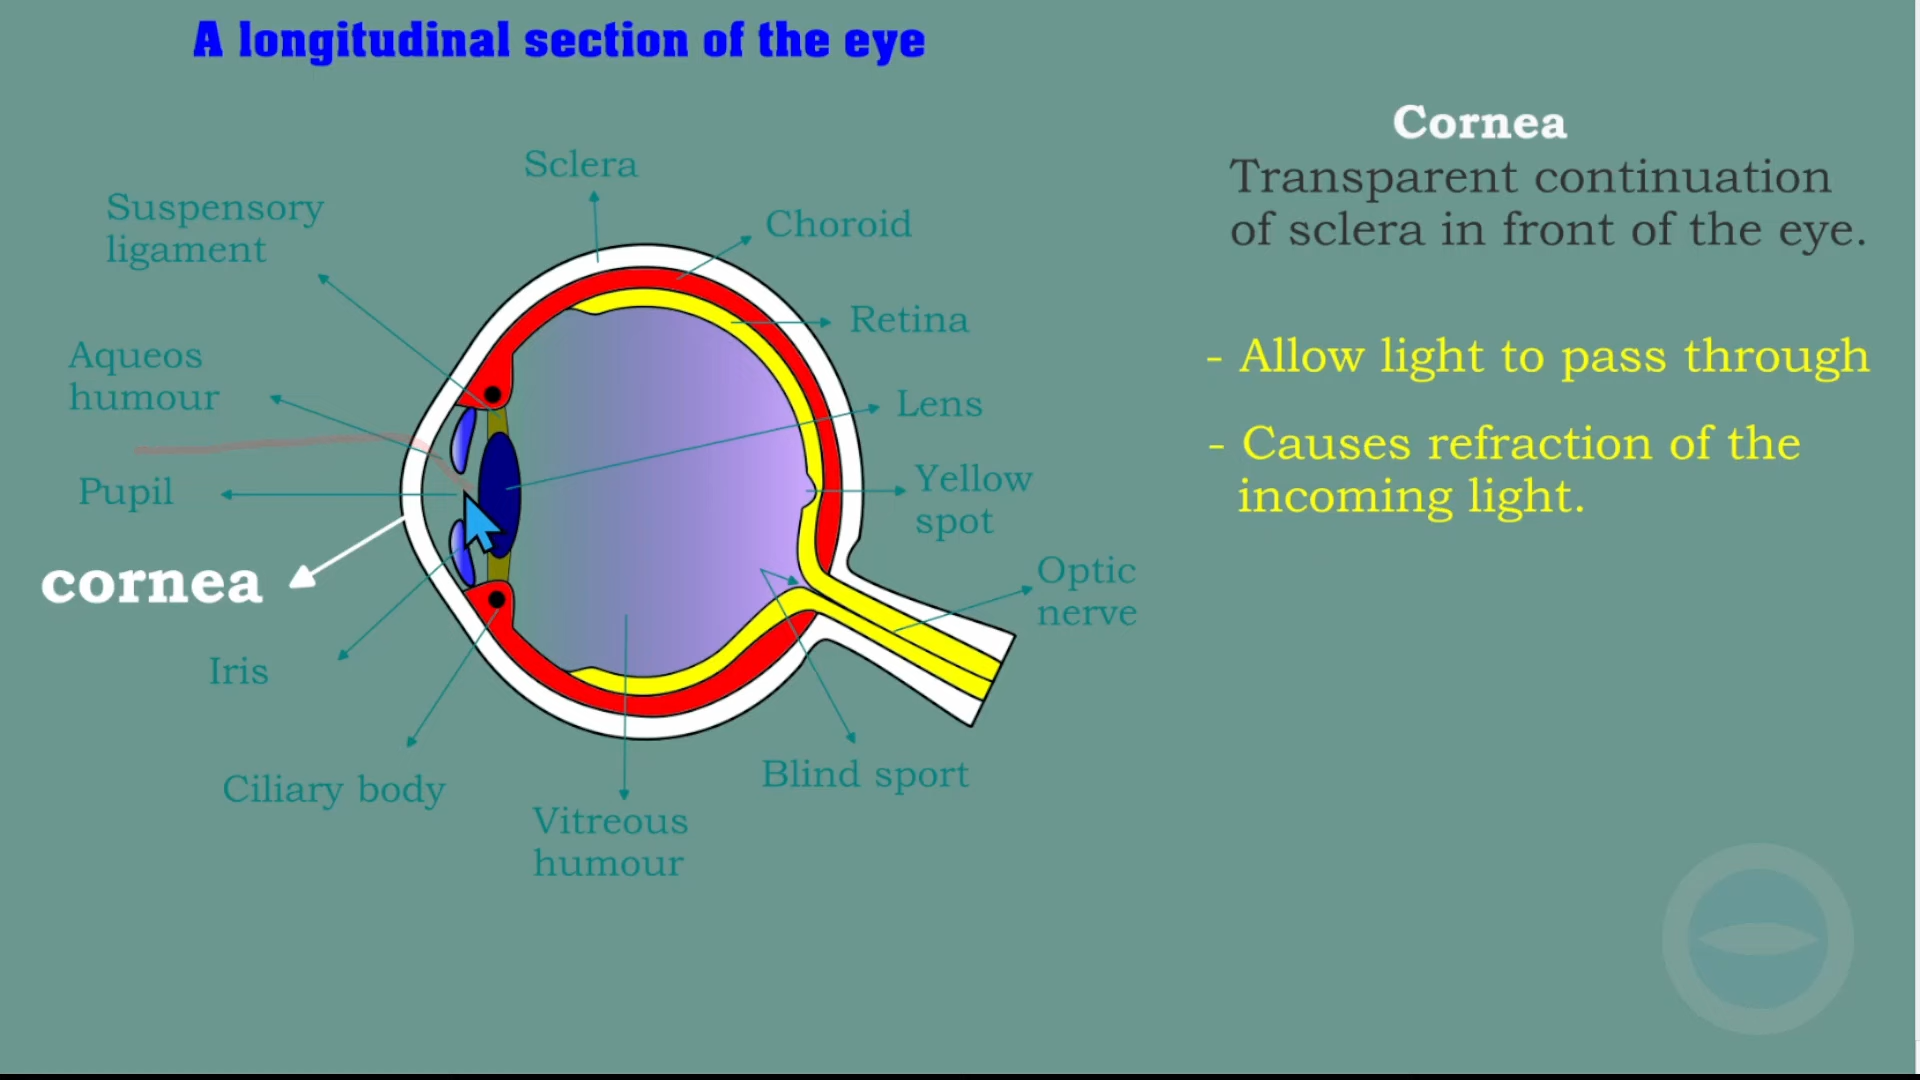 A longitudinal section of the eye
Sclera
Suspensory
ligament
Choroid
Retina
Aqueos
humour
Lens
Pupil
Yellow
spot
cornea
Optic
nerve
Iris
Ciliary body
Blind sport
Vitreous
humour
Cornea
Transparent continuation
of sclera in front of the eye.
- Allow light to pass through
- Causes refraction of the
incoming light.